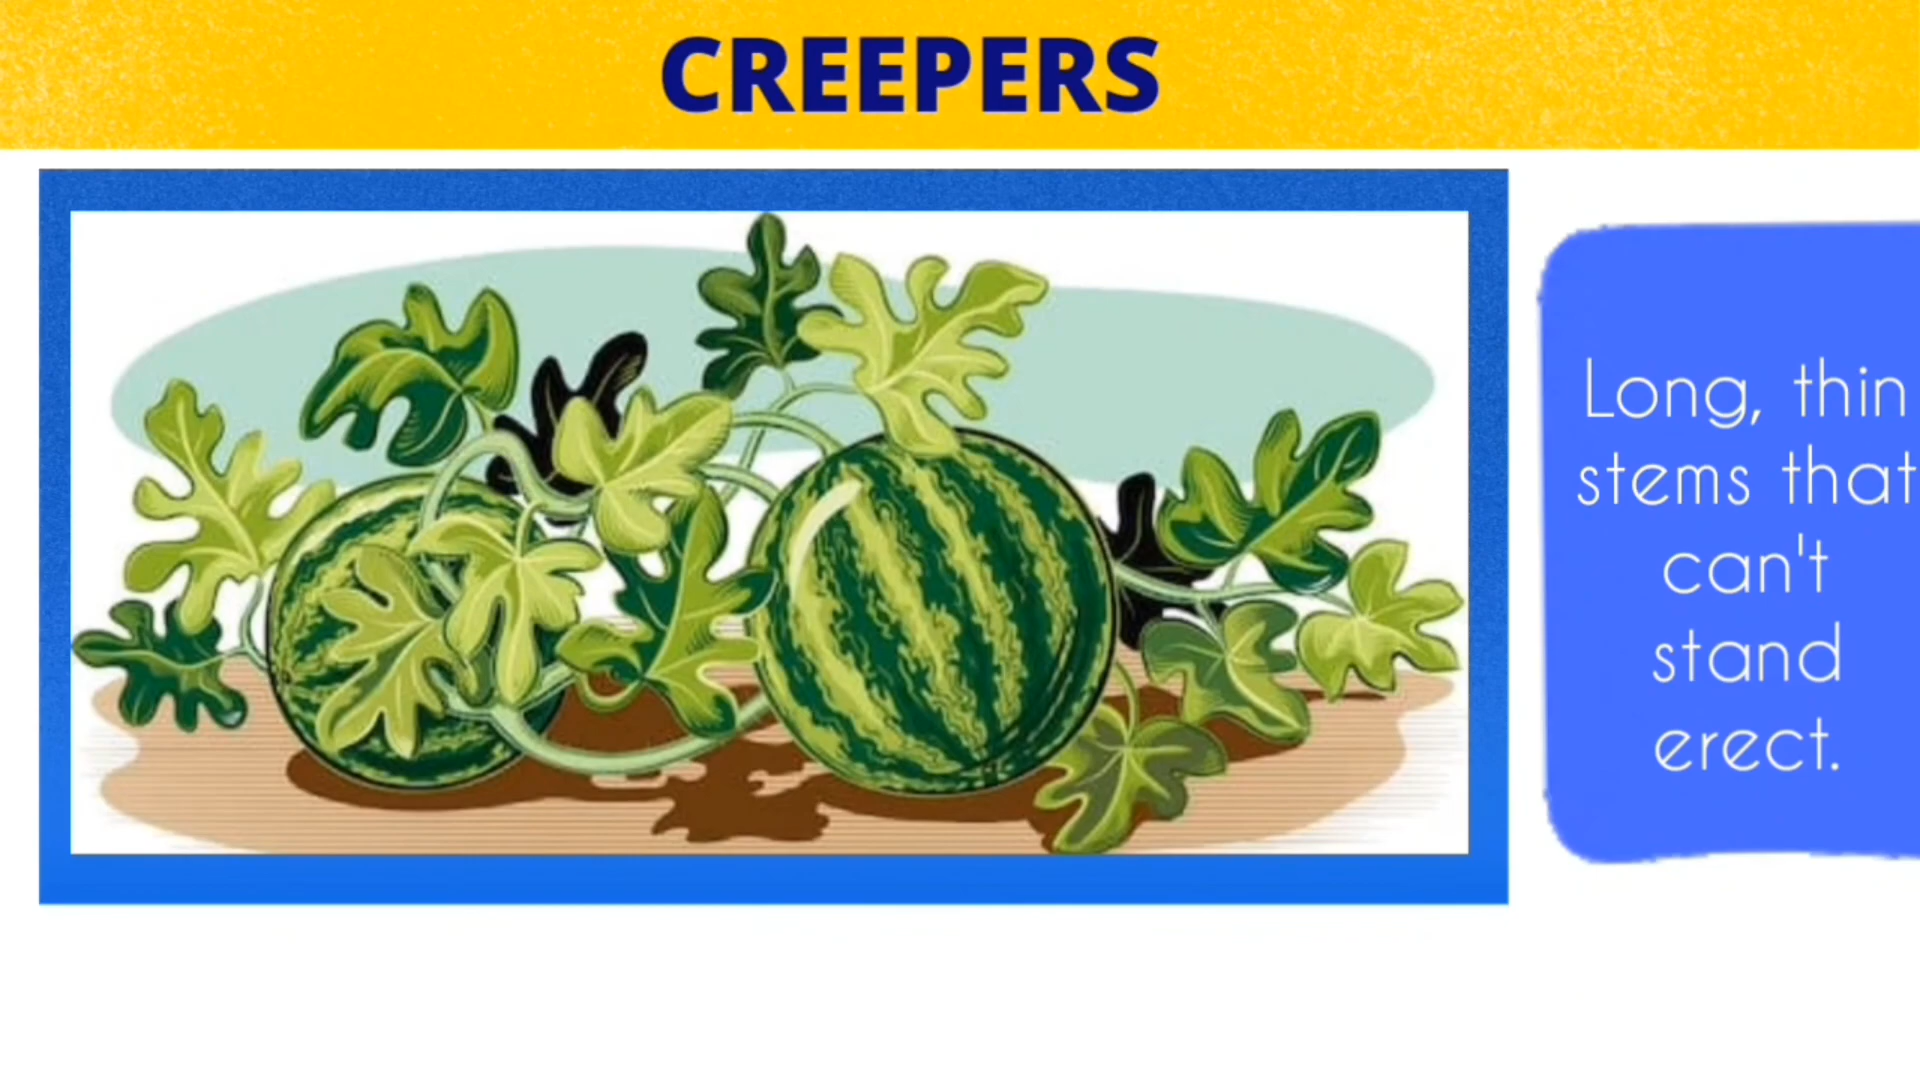 CREEPERS
Long, thin
stems that
can't
stand
erect.